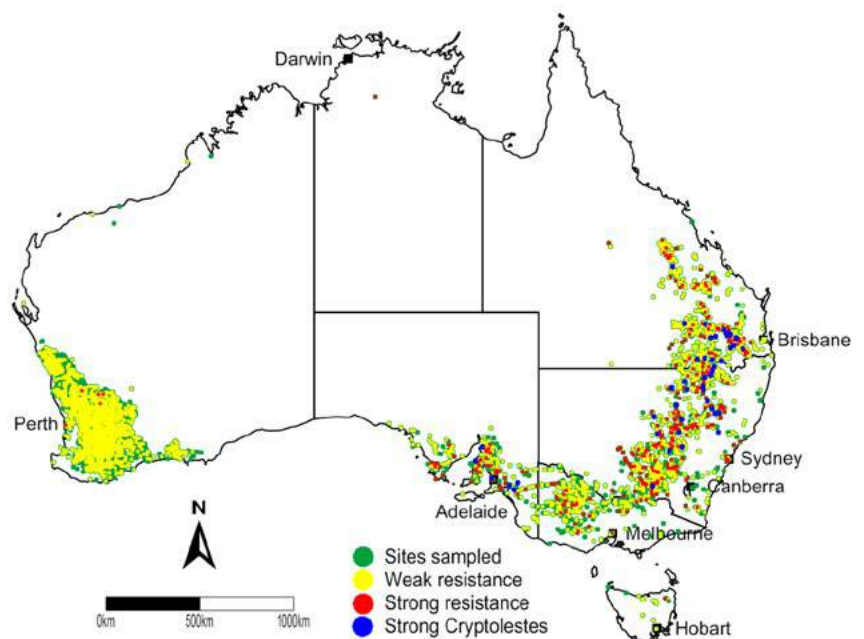 Darwin
Brisbane
Perth
Sydney
Canberra
Adelaide
Melbourne
N
Sites sampled
Weak resistance
Strong resistance
Strong Cryptolestes
0km 500km 1000km
Hobart